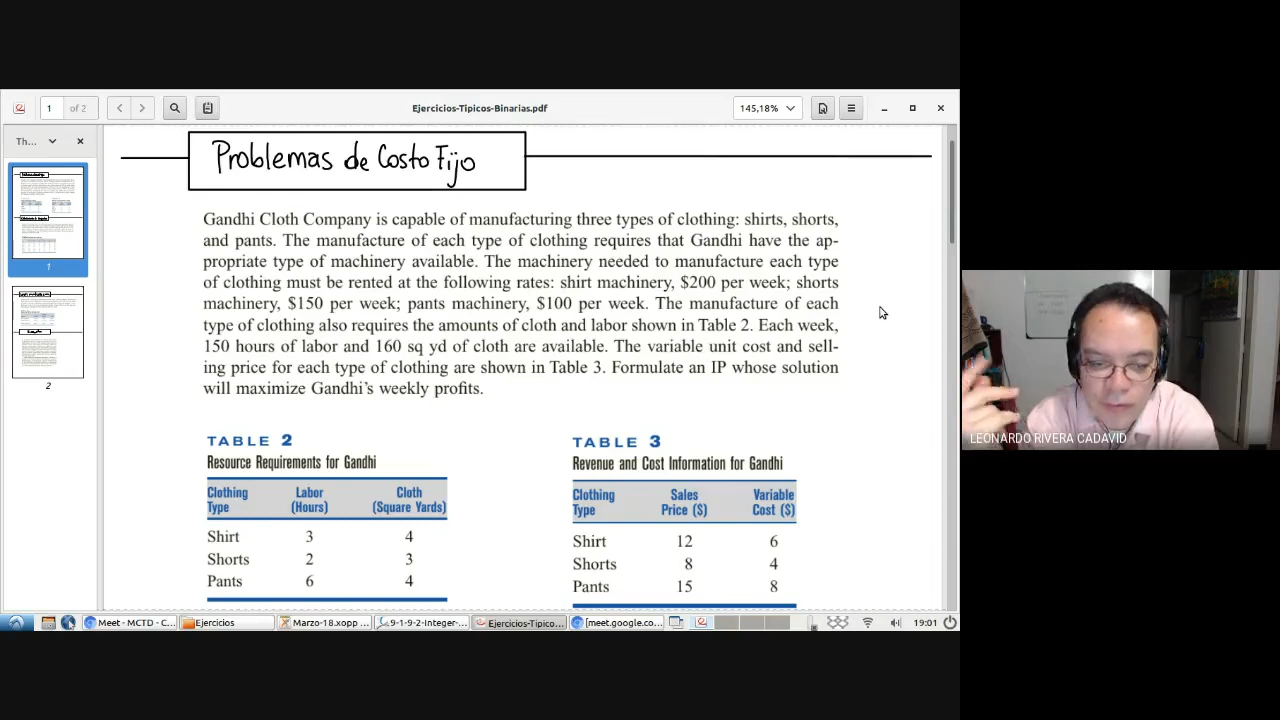 1 of 2
Ejercicios-Tipicos-Binarias.pdf
145,18%
Th...
1
2
Problemas de Costo Fijo
Gandhi Cloth Company is capable of manufacturing three types of clothing: shirts, shorts,
and pants. The manufacture of each type of clothing requires that Gandhi have the ap-
propriate type of machinery available. The machinery needed to manufacture each type
of clothing must be rented at the following rates: shirt machinery, $200 per week; shorts
machinery, $150 per week; pants machinery, $100 per week. The manufacture of each
type of clothing also requires the amounts of cloth and labor shown in Table 2. Each week,
150 hours of labor and 160 sq yd of cloth are available. The variable unit cost and sell-
ing price for each type of clothing are shown in Table 3. Formulate an IP whose solution
will maximize Gandhi's weekly profits.
TABLE 2
Resource Requirements for Gandhi
Clothing Labor Cloth
Type (Hours) (Square Yards)
Shirt 3 4
Shorts 2 3
Pants 6 4
TABLE 3
Revenue and Cost Information for Gandhi
Clothing Sales Variable
Type Price ($) Cost ($)
Shirt 12 6
Shorts 8 4
Pants 15 8
LEONARDO RIVERA CADAVID
Meet - MCTD - C... Ejercicios Marzo-18.xopp ... 9-1-9-2-Integer-... Ejercicios-Tipico... [meet.google.co... 19:01